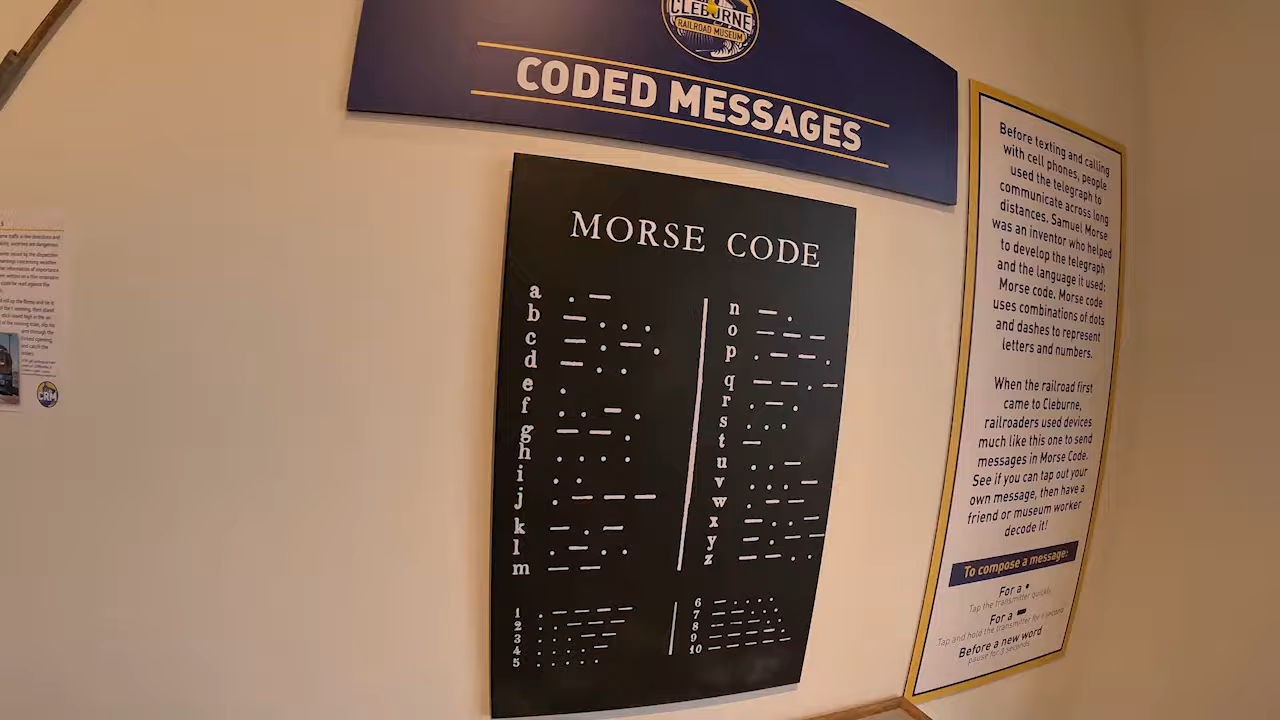 CLEBURNE
RAILROAD MUSEUM
CODED MESSAGES
MORSE CODE
a . —
b — . . .
c — . — .
d — . .
e .
f . . — .
g — — .
h . . . .
i . .
j . — — —
k — . —
l . — . .
m — —
n — .
o — — —
p . — — .
q — — . —
r . — .
s . . .
t —
u . . —
v . . . —
w
x — . . —
y — . — —
z — — . .
1 . — — — —
2 . . — — —
3 . . . — —
4 . . . . —
5 . . . . .
6 — . . . .
7 — — . . .
8 — — — . .
9 — — — — .
10 — — — — —
Before texting and calling
with cell phones, people
used the telegraph to
communicate across long
distances. Samuel Morse
was an inventor who helped
to develop the telegraph
and the language it used:
Morse code. Morse code
uses combinations of dots
and dashes to represent
letters and numbers.
When the railroad first
came to Cleburne,
railroaders used devices
much like this one to send
messages in Morse Code.
See if you can tap out your
own message, then have a
friend or museum worker
decode it!
To compose a message:
For a •
Tap the transmitter quickly
For a —
Tap and hold the transmitter for 1 second
Before a new word
pause for 3 seconds
CRM